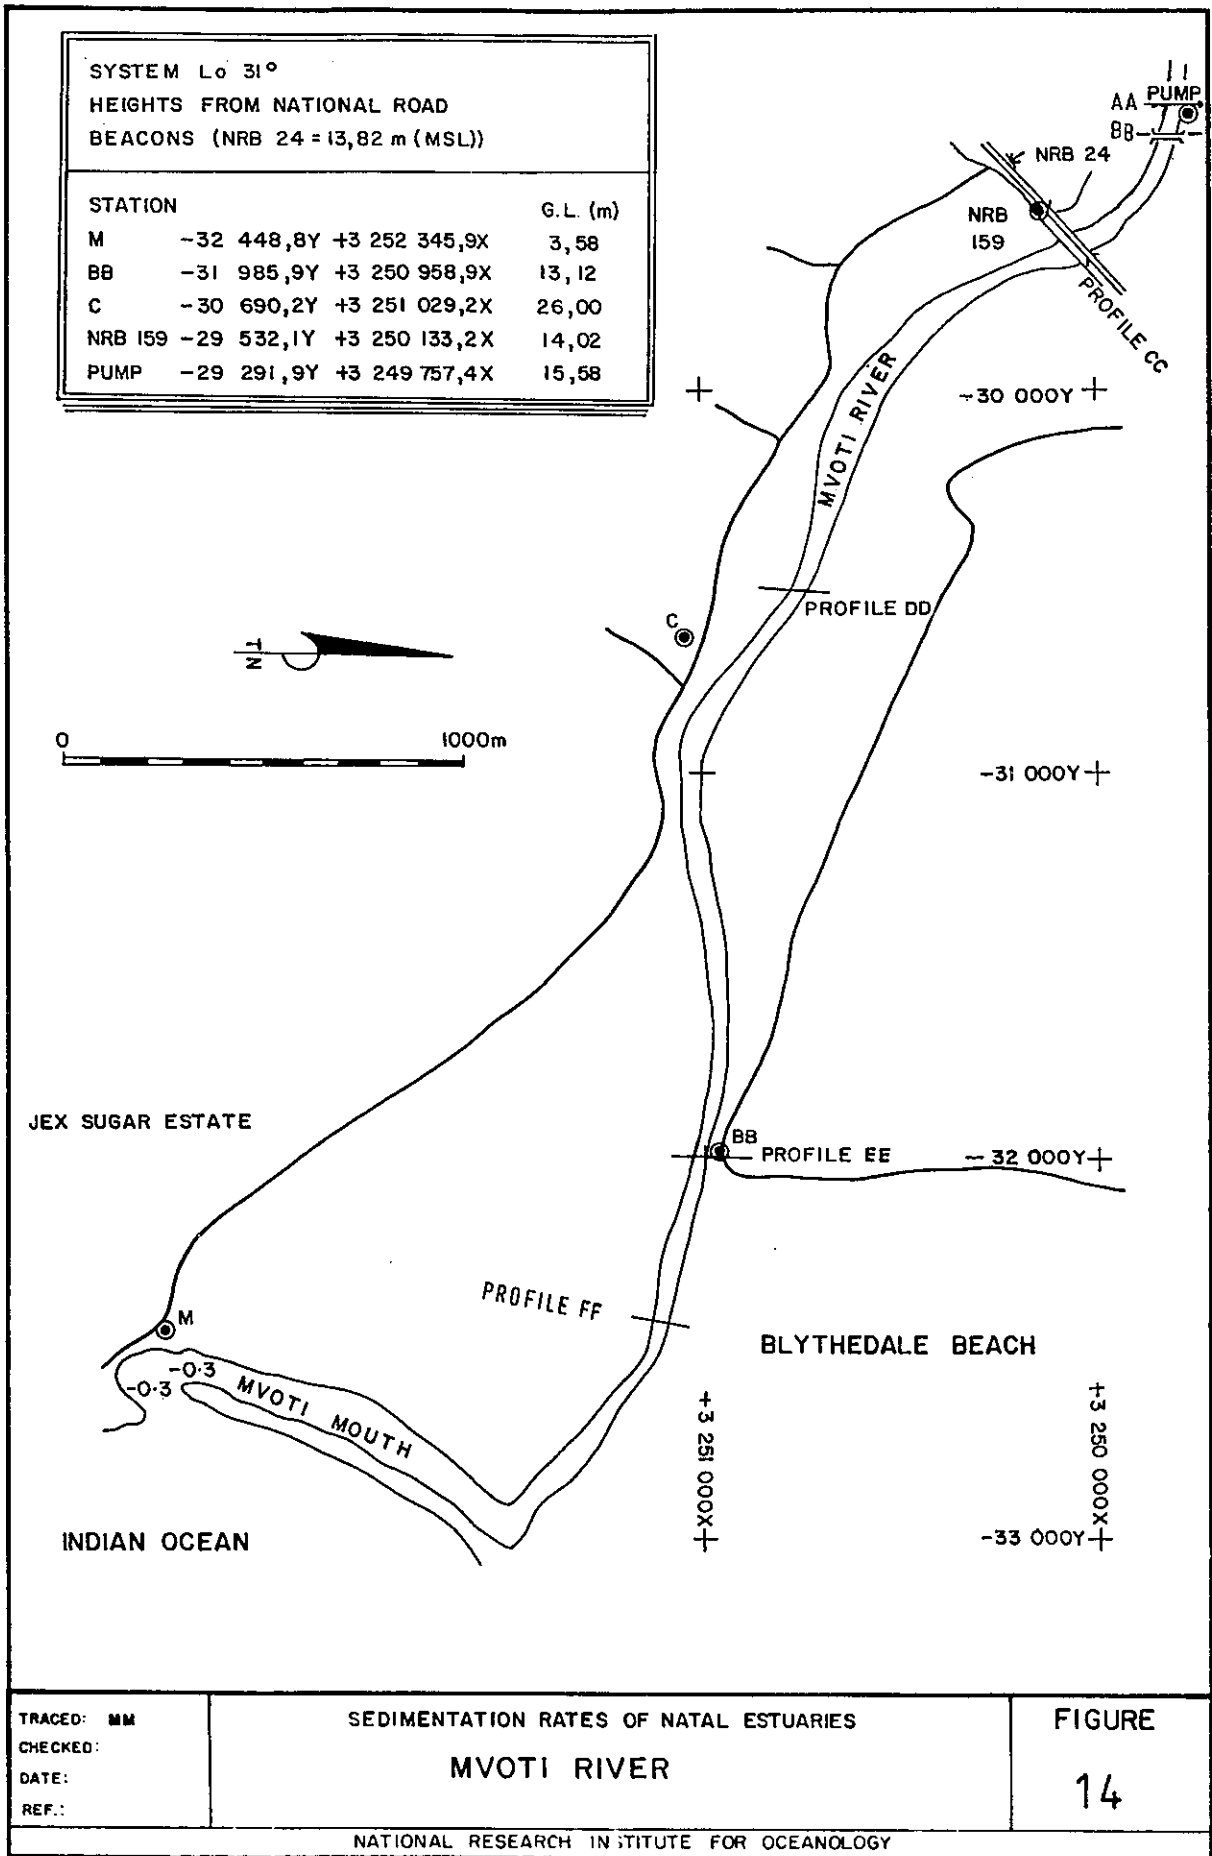 SYSTEM Lo 31°
HEIGHTS FROM NATIONAL ROAD
BEACONS (NRB 24 = 13,82 m (MSL))
STATION G.L. (m)
M -32 448,8Y +3 252 345,9X 3,58
BB -31 985,9Y +3 250 958,9X 13,12
C -30 690,2Y +3 251 029,2X 26,00
NRB 159 -29 532,1Y +3 250 133,2X 14,02
PUMP -29 291,9Y +3 249 757,4X 15,58
PUMP
AA
BB
NRB 24
NRB
159
PROFILE CC
MVOTI RIVER
-30 000Y
PROFILE DD
C
TN
0 1000m
-31 000Y
JEX SUGAR ESTATE
BB
PROFILE EE
-32 000Y
PROFILE FF
M
BLYTHEDALE BEACH
-0·3
-0·3
MVOTI MOUTH
+3 251 000X
+3 250 000X
INDIAN OCEAN
-33 000Y
TRACED: MM
CHECKED:
DATE:
REF.:
SEDIMENTATION RATES OF NATAL ESTUARIES
MVOTI RIVER
FIGURE
14
NATIONAL RESEARCH INSTITUTE FOR OCEANOLOGY